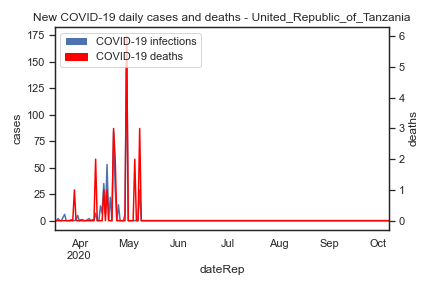 New COVID-19 daily cases and deaths - United_Republic_of_Tanzania
COVID-19 infections
COVID-19 deaths
175
150
125
100
75
50
25
0
cases
6
5
4
3
2
1
0
deaths
Apr May Jun Jul Aug Sep Oct
2020
dateRep